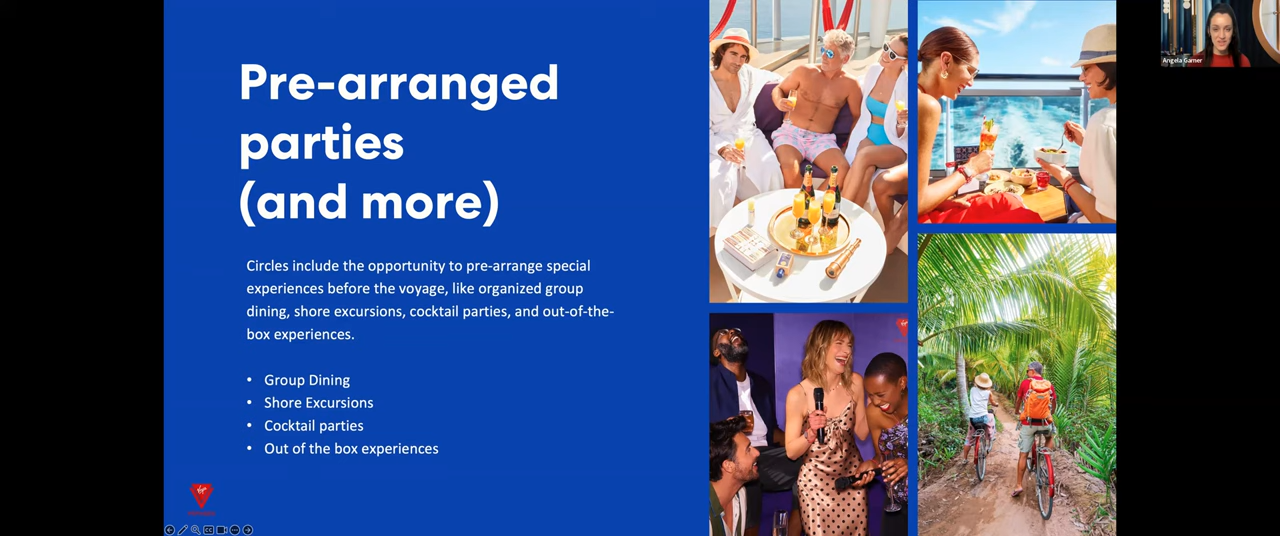 Pre-arranged
parties
(and more)
Circles include the opportunity to pre-arrange special
experiences before the voyage, like organized group
dining, shore excursions, cocktail parties, and out-of-the-
box experiences.
• Group Dining
• Shore Excursions
• Cocktail parties
• Out of the box experiences
Virgin
Angela Garner